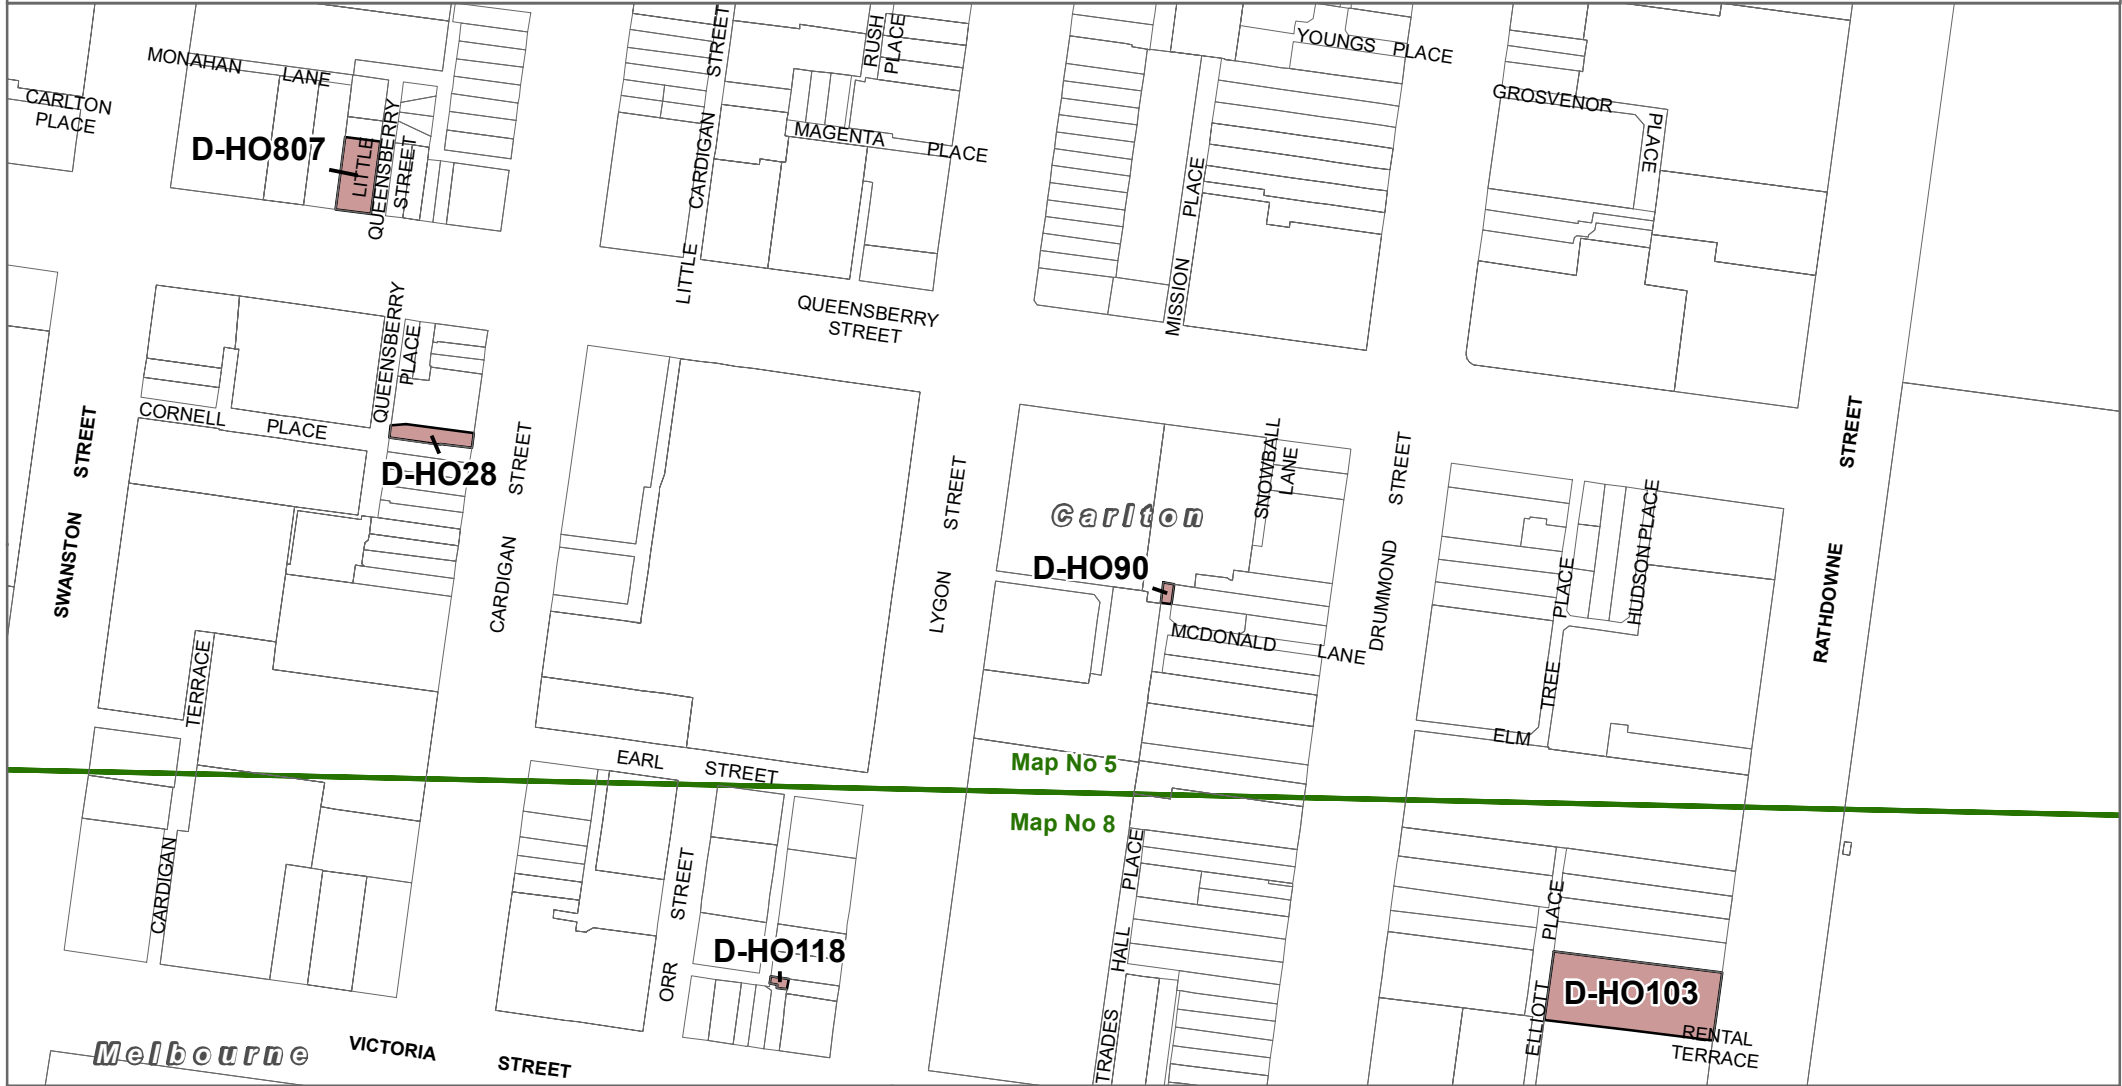 MONAHAN LANE
CARLTON
PLACE
D-HO807
LITTLE
QUEENSBERRY
STREET
LITTLE CARDIGAN STREET
RUSH
PLACE
MAGENTA PLACE
YOUNGS PLACE
GROSVENOR PLACE
MISSION PLACE
QUEENSBERRY
STREET
QUEENSBERRY
PLACE
CORNELL PLACE
D-HO28
SWANSTON STREET
CARDIGAN STREET
LYGON STREET
Carlton
SNOWBALL
LANE
DRUMMOND STREET
D-HO90
MCDONALD LANE
HUDSON PLACE
ELM TREE PLACE
RATHDOWNE STREET
CARDIGAN TERRACE
EARL STREET
Map No 5
Map No 8
ORR STREET
D-HO118
TRADES HALL PLACE
ELLIOTT PLACE
D-HO103
RENTAL
TERRACE
Melbourne
VICTORIA STREET